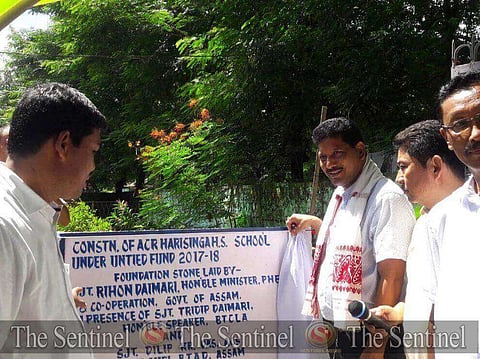 CONSTN. OF ACR HARISINGA H.S. SCHOOL
UNDER UNTIED FUND 2017-18
FOUNDATION STONE LAID BY-
JT. RIHON DAIMARI, HON'BLE MINISTER, PHE
CO-OPERATION, GOVT. OF ASSAM.
PRESENCE OF SJT. TRIDIP DAIMARI,
HON'BLE SPEAKER, BTCLA
SJT. DILIP
BTAD, ASSAM
The Sentinel The Sentinel The Sentinel